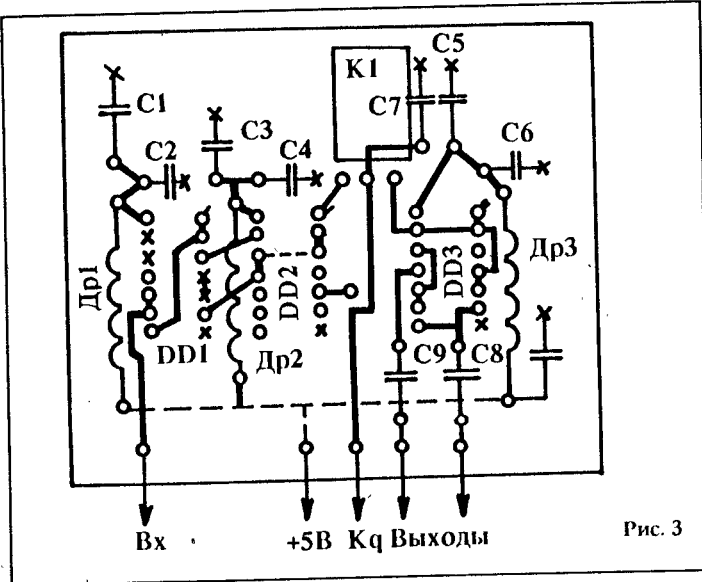 C5
K1
C1
C7
C3
C6
C2
C4
Др1
DD2
DD3
Др3
DD1
Др2
C9
C8
Вх
+5В
Kq
Выходы
Рис. 3